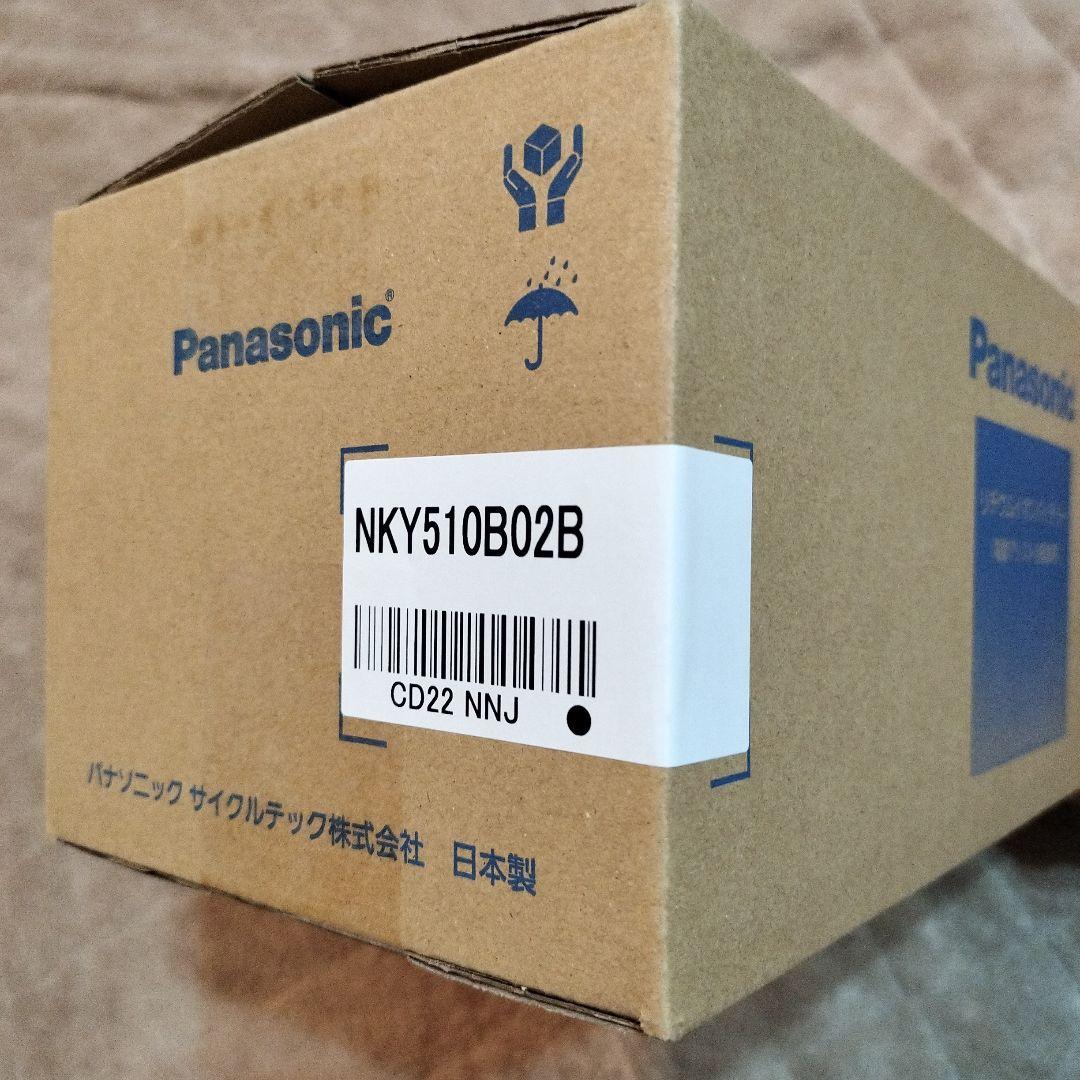 Panasonic®
NKY510B02B
CD22 NNJ
パナソニック サイクルテック株式会社 日本製
Panasonic